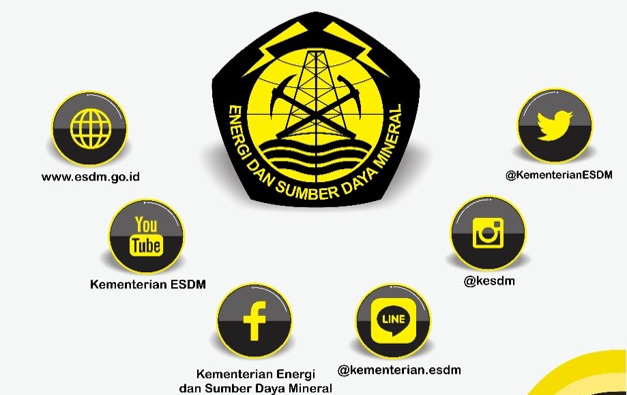 ENERGI DAN SUMBER DAYA MINERAL
www.esdm.go.id
@KementerianESDM
You
Tube
Kementerian ESDM
@kesdm
f
LINE
Kementerian Energi
dan Sumber Daya Mineral
@kementerian.esdm